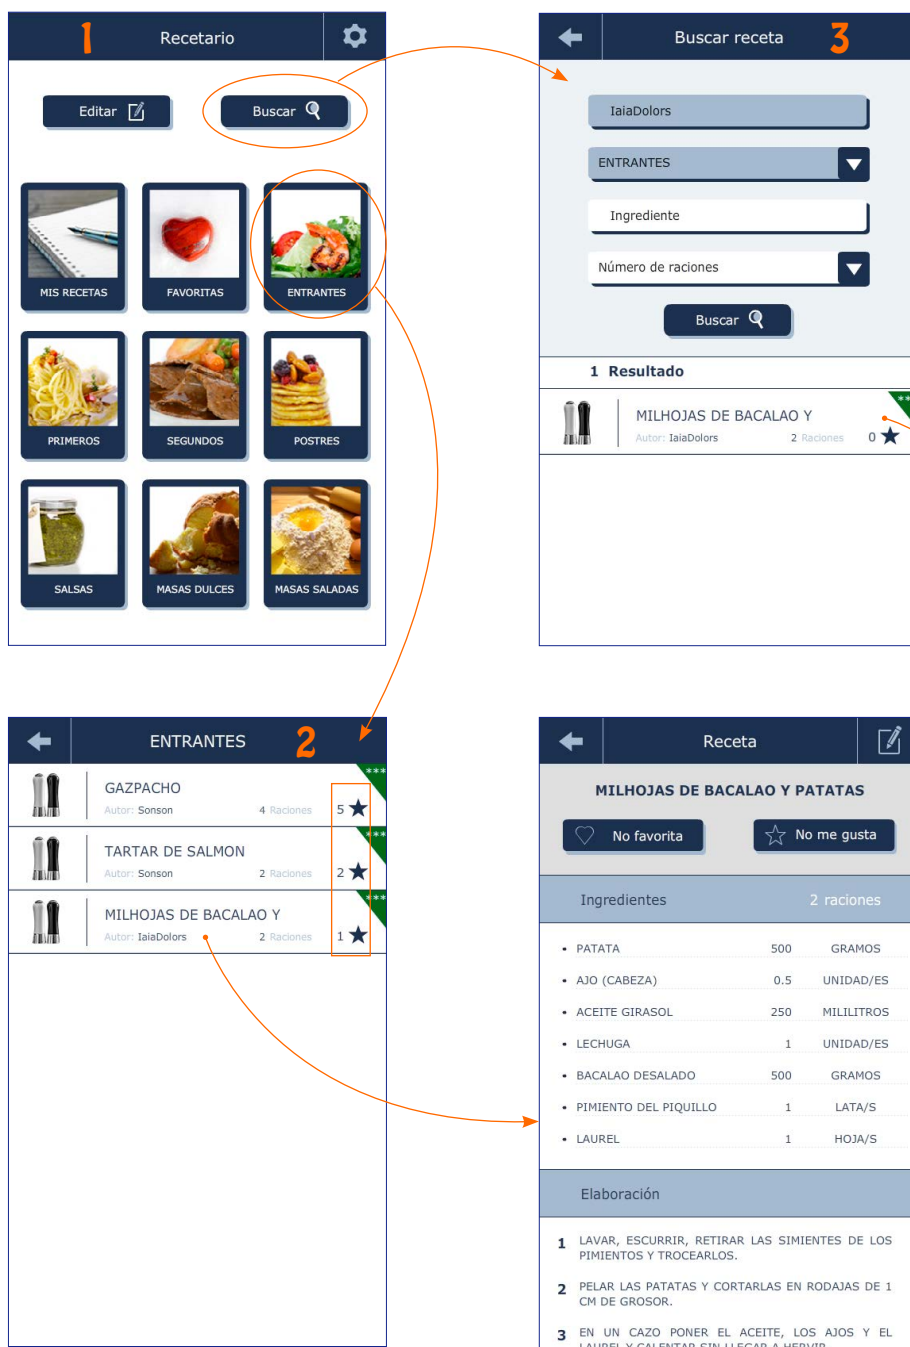 1 Recetario
Editar
Buscar
MIS RECETAS
FAVORITAS
ENTRANTES
PRIMEROS
SEGUNDOS
POSTRES
SALSAS
MASAS DULCES
MASAS SALADAS
Buscar receta 3
IaiaDolors
ENTRANTES
Ingrediente
Número de raciones
Buscar
1 Resultado
MILHOJAS DE BACALAO Y
**
Autor: IaiaDolors 2 Raciones 0
ENTRANTES 2
GAZPACHO
***
Autor: Sonson 4 Raciones 5
TARTAR DE SALMON
***
Autor: Sonson 2 Raciones 2
MILHOJAS DE BACALAO Y
***
Autor: IaiaDolors 2 Raciones 1
Receta
MILHOJAS DE BACALAO Y PATATAS
No favorita
No me gusta
Ingredientes 2 raciones
• PATATA 500 GRAMOS
• AJO (CABEZA) 0.5 UNIDAD/ES
• ACEITE GIRASOL 250 MILILITROS
• LECHUGA 1 UNIDAD/ES
• BACALAO DESALADO 500 GRAMOS
• PIMIENTO DEL PIQUILLO 1 LATA/S
• LAUREL 1 HOJA/S
Elaboración
1 LAVAR, ESCURRIR, RETIRAR LAS SIMIENTES DE LOS
PIMIENTOS Y TROCEARLOS.
2 PELAR LAS PATATAS Y CORTARLAS EN RODAJAS DE 1
CM DE GROSOR.
3 EN UN CAZO PONER EL ACEITE, LOS AJOS Y EL
LAUREL Y CALENTAR SIN LLEGAR A HERVIR